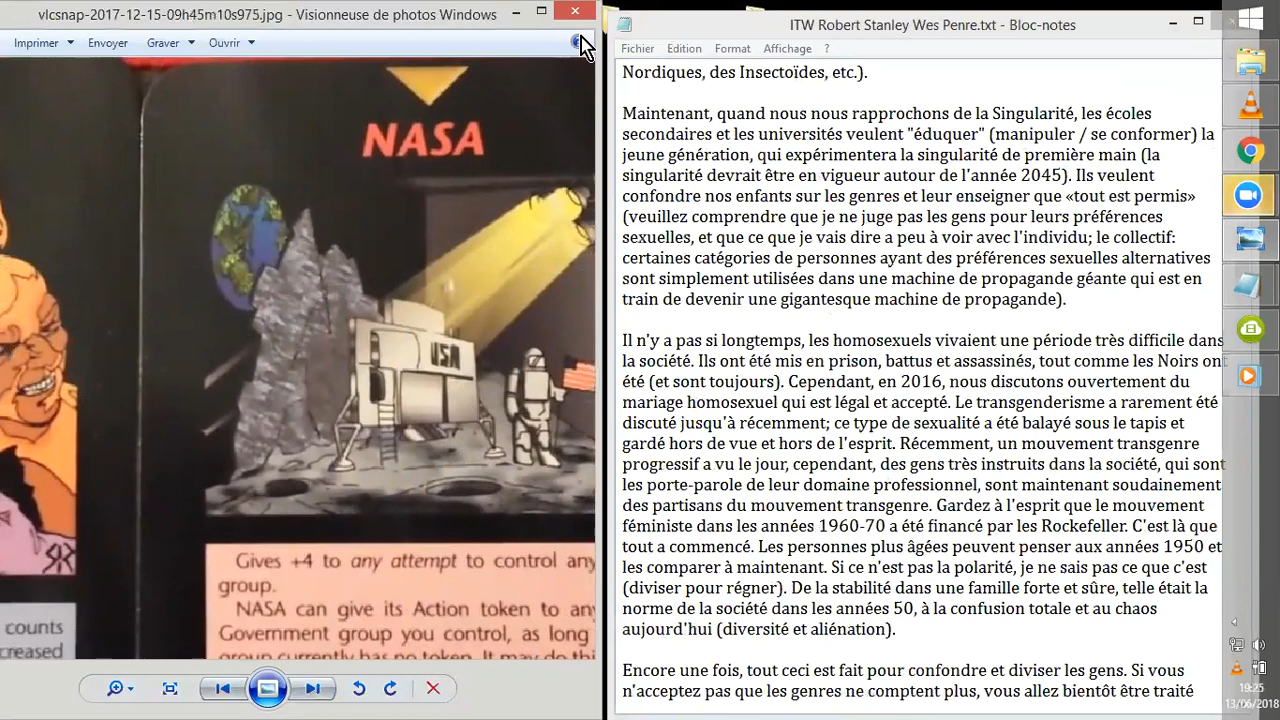 vlcsnap-2017-12-15-09h45m10s975.jpg - Visionneuse de photos Windows
Imprimer
Envoyer
Graver
Ouvrir
NASA
USA
Gives +4 to any attempt to control any
group.
NASA can give its Action token to any
Government group you control, as long
group currently has no token. It may do thi
counts
creased
ITW Robert Stanley Wes Penre.txt - Bloc-notes
Fichier
Edition
Format
Affichage
?
Nordiques, des Insectoïdes, etc.).
Maintenant, quand nous nous rapprochons de la Singularité, les écoles
secondaires et les universités veulent "éduquer" (manipuler / se conformer) la
jeune génération, qui expérimentera la singularité de première main (la
singularité devrait être en vigueur autour de l'année 2045). Ils veulent
confondre nos enfants sur les genres et leur enseigner que «tout est permis»
(veuillez comprendre que je ne juge pas les gens pour leurs préférences
sexuelles, et que ce que je vais dire a peu à voir avec l'individu; le collectif:
certaines catégories de personnes ayant des préférences sexuelles alternatives
sont simplement utilisées dans une machine de propagande géante qui est en
train de devenir une gigantesque machine de propagande).
Il n'y a pas si longtemps, les homosexuels vivaient une période très difficile dans
la société. Ils ont été mis en prison, battus et assassinés, tout comme les Noirs ont
été (et sont toujours). Cependant, en 2016, nous discutons ouvertement du
mariage homosexuel qui est légal et accepté. Le transgenderisme a rarement été
discuté jusqu'à récemment; ce type de sexualité a été balayé sous le tapis et
gardé hors de vue et hors de l'esprit. Récemment, un mouvement transgenre
progressif a vu le jour, cependant, des gens très instruits dans la société, qui sont
les porte-parole de leur domaine professionnel, sont maintenant soudainement
des partisans du mouvement transgenre. Gardez à l'esprit que le mouvement
féministe dans les années 1960-70 a été financé par les Rockefeller. C'est là que
tout a commencé. Les personnes plus âgées peuvent penser aux années 1950 et
les comparer à maintenant. Si ce n'est pas la polarité, je ne sais pas ce que c'est
(diviser pour régner). De la stabilité dans une famille forte et sûre, telle était la
norme de la société dans les années 50, à la confusion totale et au chaos
aujourd'hui (diversité et aliénation).
Encore une fois, tout ceci est fait pour confondre et diviser les gens. Si vous
n'acceptez pas que les genres ne comptent plus, vous allez bientôt être traité
19:25
13/06/2018